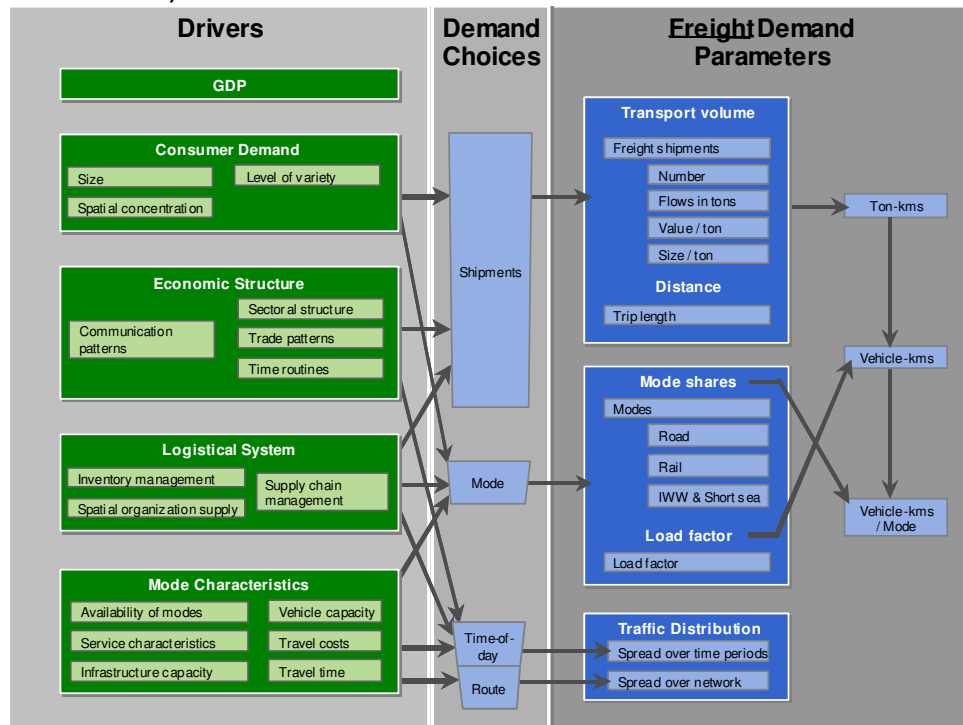 Drivers
Demand
Choices
Freight Demand
Parameters
GDP
Consumer Demand
Size
Level of variety
Spatial concentration
Economic Structure
Communication
patterns
Sectoral structure
Trade patterns
Time routines
Logistical System
Inventory management
Spatial organization supply
Supply chain
management
Mode Characteristics
Availability of modes
Vehicle capacity
Service characteristics
Travel costs
Infrastructure capacity
Travel time
Shipments
Mode
Time-of-
day
Route
Transport volume
Freight shipments
Number
Flows in tons
Value / ton
Size / ton
Distance
Trip length
Mode shares
Modes
Road
Rail
IWW & Short sea
Load factor
Load factor
Traffic Distribution
Spread over time periods
Spread over network
Ton-kms
Vehicle-kms
Vehicle-kms
/ Mode